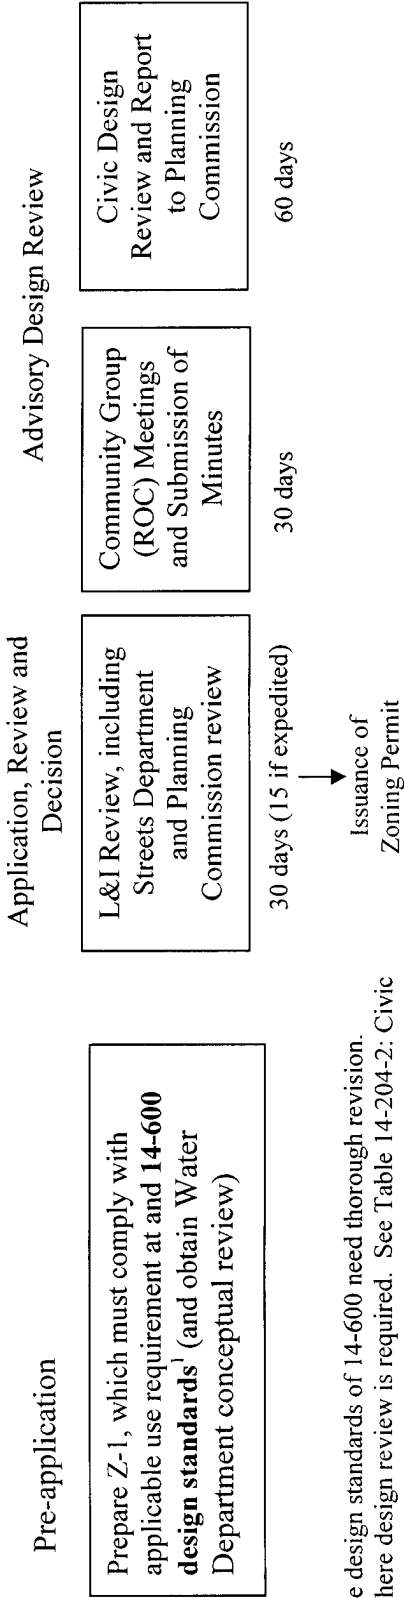 Pre-application
Prepare Z-1, which must comply with
applicable use requirement at and 14-600
design standards¹ (and obtain Water
Department conceptual review)
Application, Review and
Decision
L&I Review, including
Streets Department
and Planning
Commission review
30 days (15 if expedited)
Issuance of
Zoning Permit
Advisory Design Review
Community Group
(ROC) Meetings
and Submission of
Minutes
30 days
Civic Design
Review and Report
to Planning
Commission
60 days
e design standards of 14-600 need thorough revision.
here design review is required. See Table 14-204-2: Civic